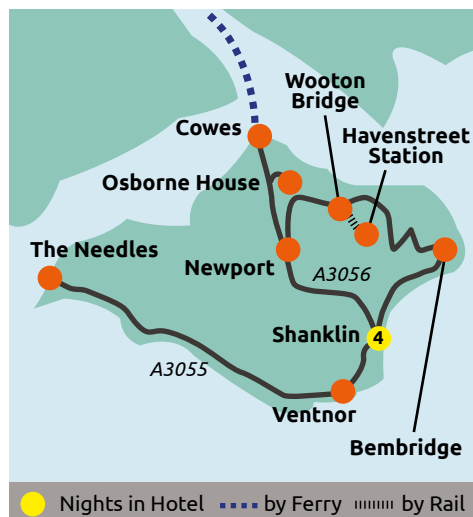 Wooton
Bridge
Cowes
Havenstreet
Station
Osborne House
The Needles
Newport
A3056
Shanklin
4
A3055
Ventnor
Bembridge
Nights in Hotel
by Ferry
by Rail